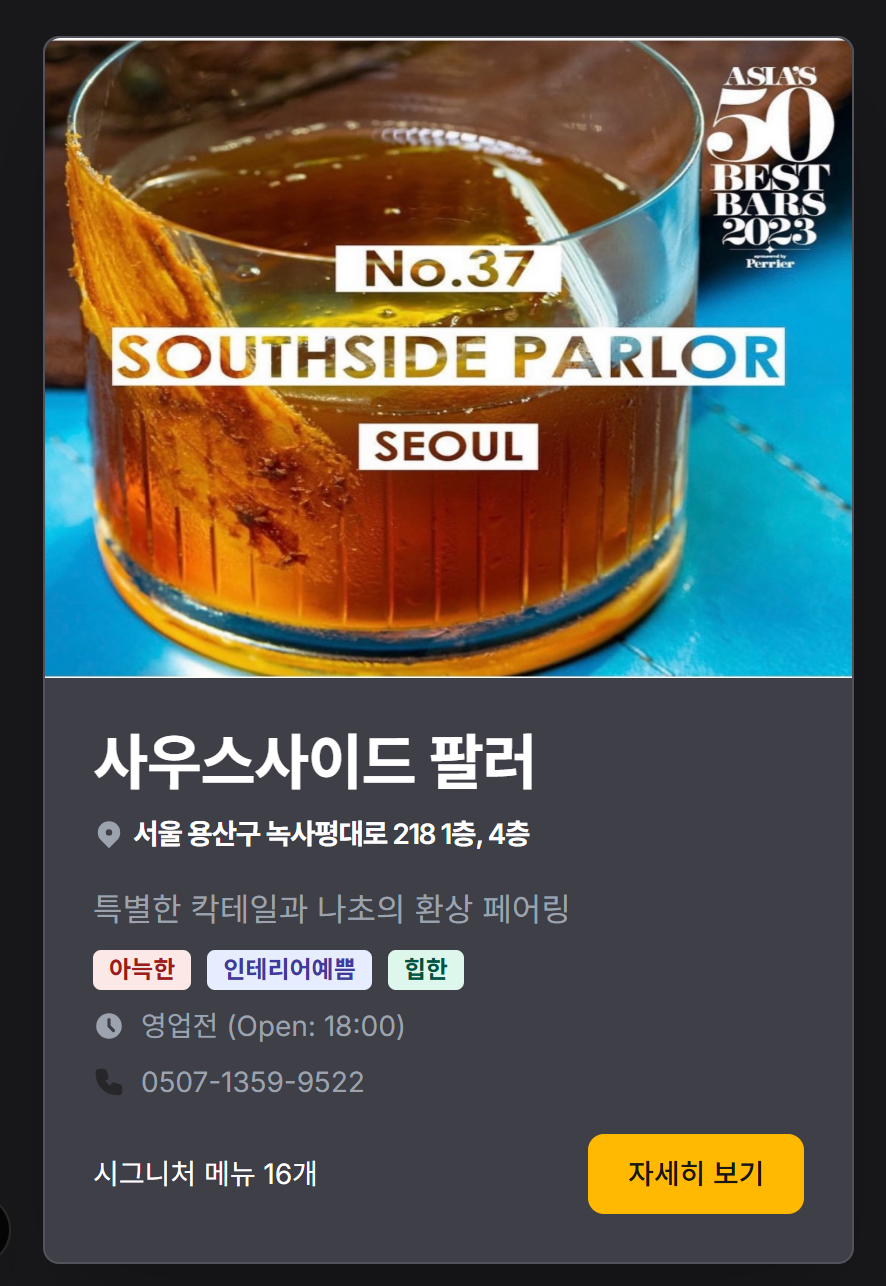 ASIA'S
50
BEST
BARS
2023
sponsored by
Perrier
No.37
SOUTHSIDE PARLOR
SEOUL
사우스사이드 팔러
서울 용산구 녹사평대로 218 1층, 4층
특별한 칵테일과 나초의 환상 페어링
아늑한 인테리어예쁨 힙한
영업전 (Open: 18:00)
0507-1359-9522
시그니처 메뉴 16개
자세히 보기